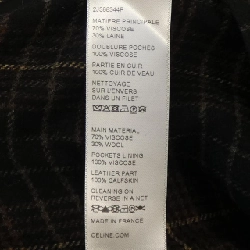 MATIERE PRINCIPALE
70% VISCOSE
30% LAINE
DOUBLURE POCHES
100% VISCOSE
PARTIE EN CUIR
100% CUIR DE VEAU
NETTOYAGE
SUR L'ENVERS
DANS UN FILET
MAIN MATERIAL
70% VISCOSE
30% WOOL
POCKETS LINING
100% VISCOSE
LEATHER PART
100% CALFSKIN
CLEANING ON
REVERSE IN A NET
MADE IN FRANCE
CELINE.COM